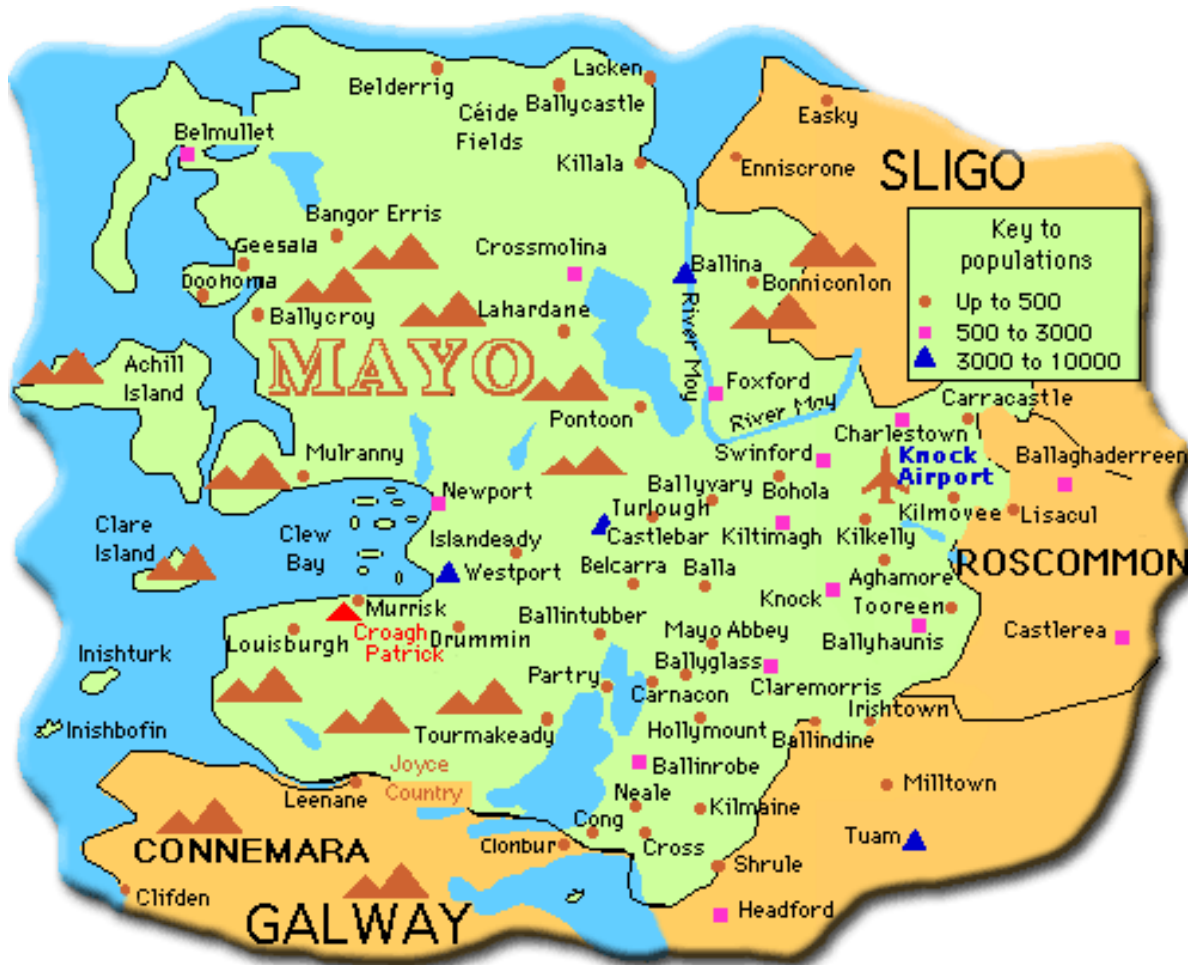 Lacken
Belderrig
Ballycastle
Céide
Fields
Easky
Belmullet
Killala
Enniscrone
SLIGO
Key to
populations
Up to 500
500 to 3000
3000 to 10000
Bangor Erris
Geesala
Crossmolina
Ballina
Doohoma
Bonniconlon
Ballycroy
Lahardane
River Moy
MAYO
Achill
Island
Foxford
River Moy
Pontoon
Carracastle
Charlestown
Mulranny
Swinford
Knock
Airport
Ballaghaderreen
Newport
Ballyvary
Bohola
Turlough
Kilmovee
Lisacul
Clare
Island
Clew
Bay
Islandeady
Castlebar
Kiltimagh
Kilkelly
ROSCOMMON
Westport
Belcarra
Balla
Aghamore
Knock
Murrisk
Tooreen
Croagh
Patrick
Louisburgh
Drummin
Ballintubber
Mayo Abbey
Ballyhaunis
Castlerea
Inishturk
Partry
Ballyglass
Carnacon
Claremorris
Irishtown
Inishbofin
Tourmakeady
Hollymount
Ballindine
Joyce
Country
Ballinrobe
Milltown
Leenane
Neale
Kilmaine
Cong
CONNEMARA
Clonbur
Cross
Tuam
Shrule
Clifden
GALWAY
Headford